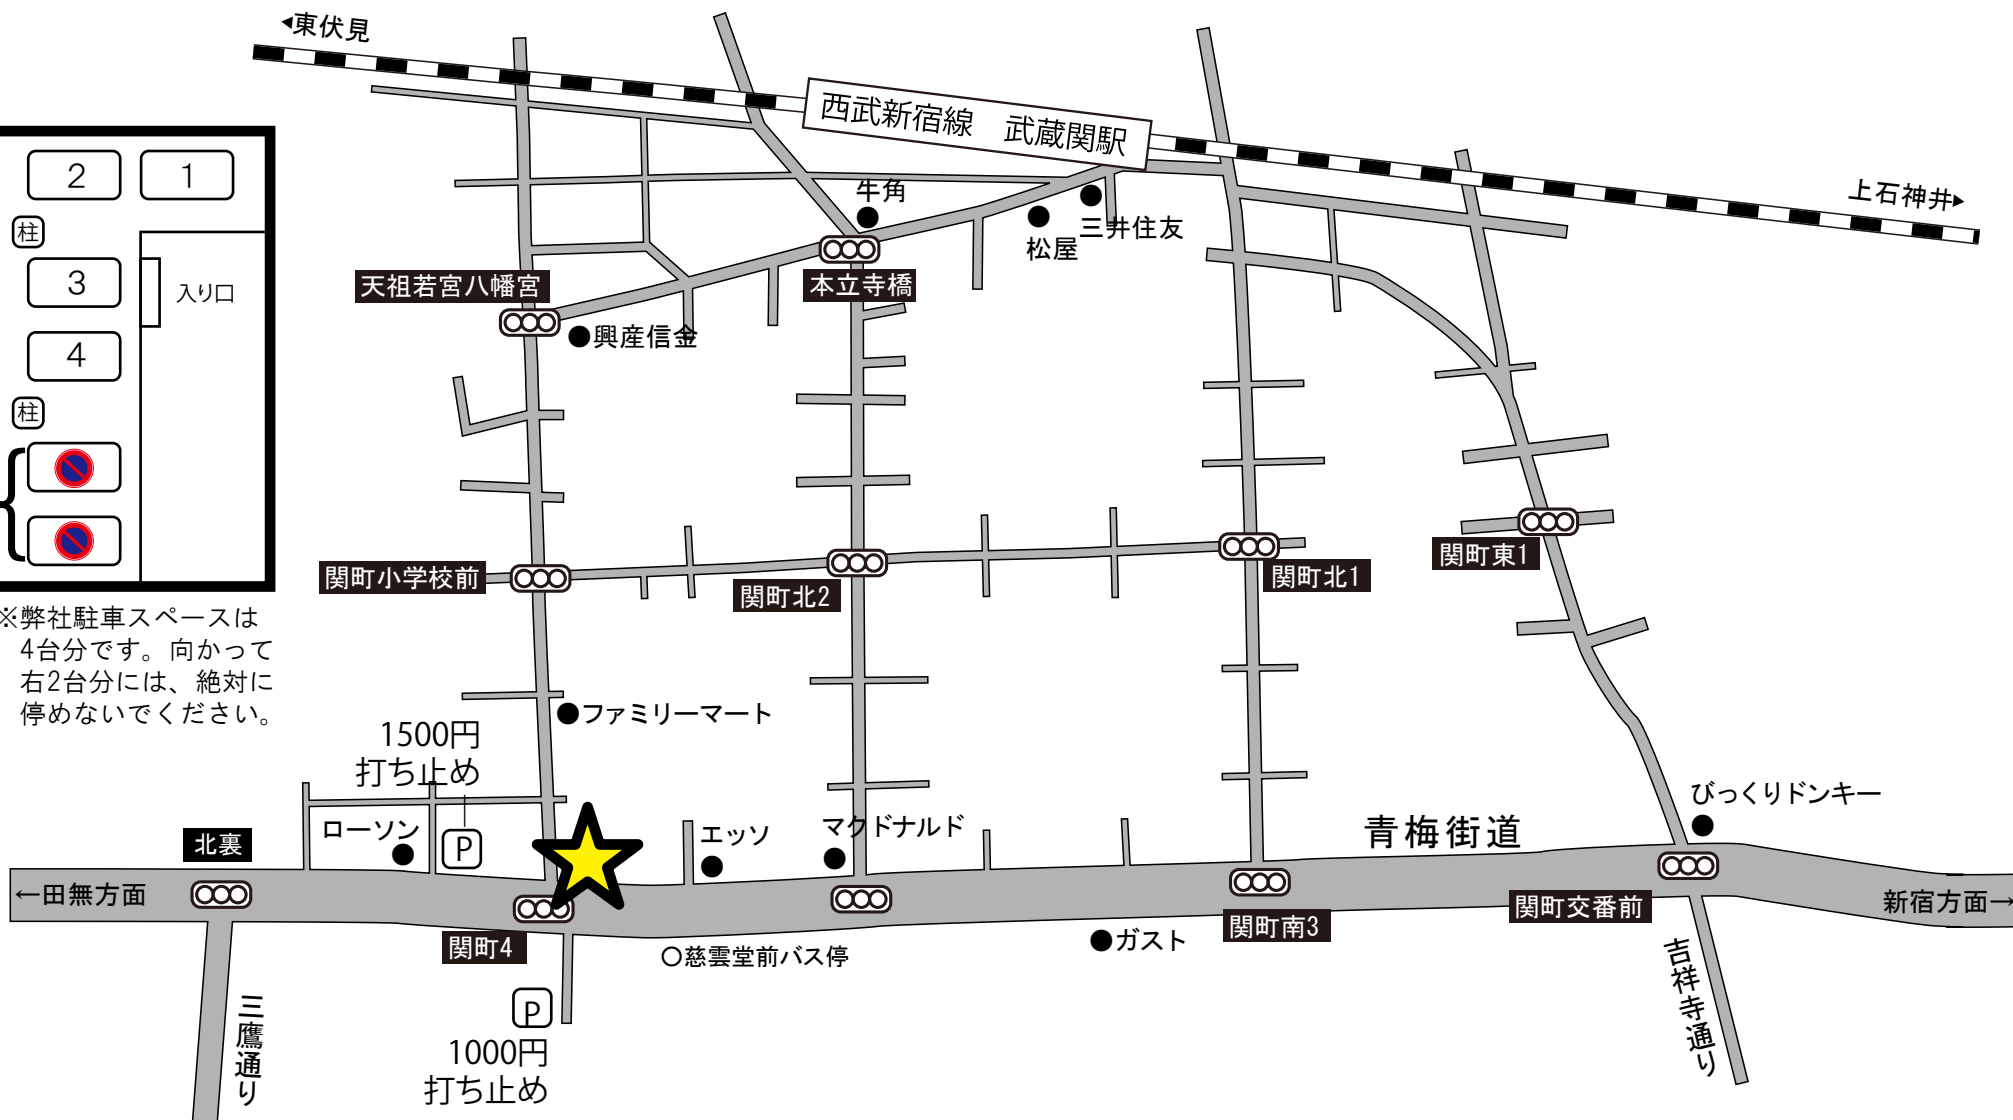 ◀東伏見
西武新宿線　武蔵関駅
上石神井▶
2
1
柱
3
入り口
4
柱
※弊社駐車スペースは
4台分です。向かって
右2台分には、絶対に
停めないでください。
牛角
松屋
三井住友
天祖若宮八幡宮
本立寺橋
●興産信金
関町小学校前
関町北2
関町北1
関町東1
●ファミリーマート
1500円
打ち止め
P
ローソン
エッソ
マクドナルド
青梅街道
びっくりドンキー
北裏
←田無方面
新宿方面→
関町4
○慈雲堂前バス停
●ガスト
関町南3
関町交番前
三鷹通り
吉祥寺通り
P
1000円
打ち止め